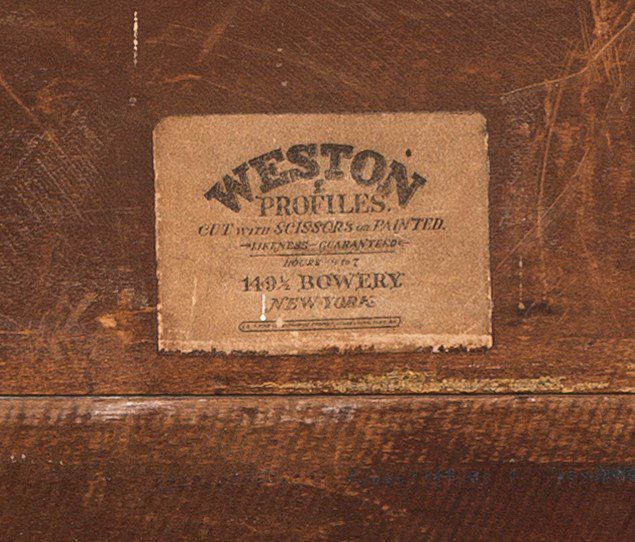 WESTON
PROFILES.
CUT WITH SCISSORS OR PAINTED.
LIKENESS GUARANTEED
HOURS 9 to 7
149½ BOWERY
NEW YORK